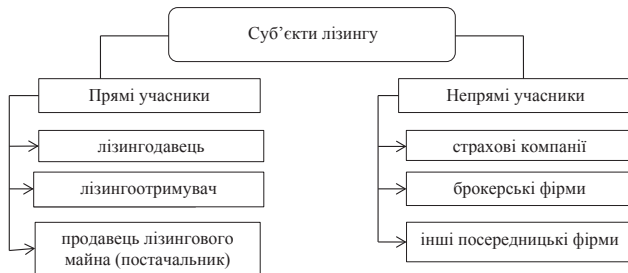 Суб’єкти лізингу
Прямі учасники
лізингодавець
лізингоотримувач
продавець лізингового
майна (постачальник)
Непрямі учасники
страхові компанії
брокерські фірми
інші посередницькі фірми